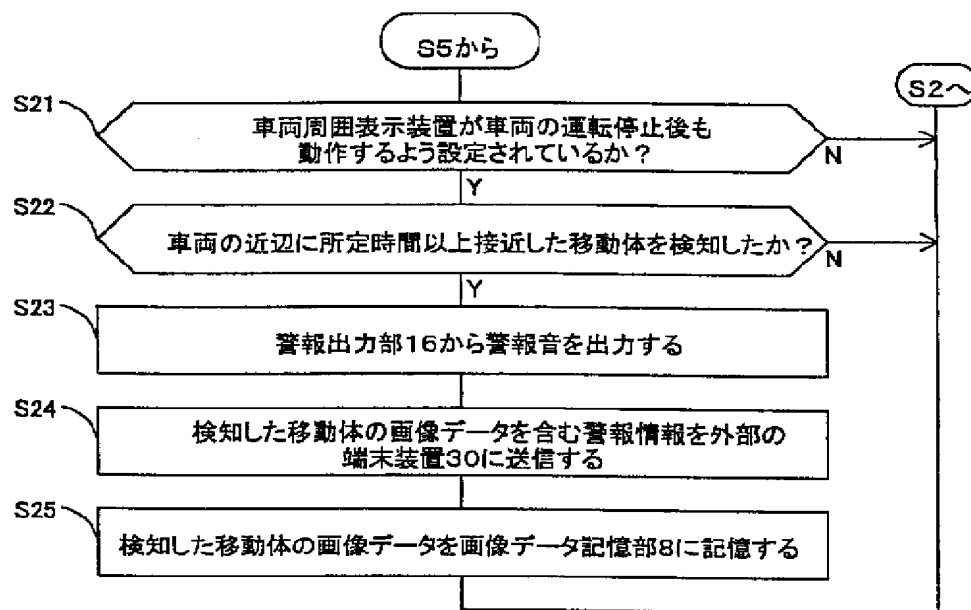 S5から
S2へ
S21
車両周囲表示装置が車両の運転停止後も
動作するよう設定されているか？
N
Y
S22
車両の近辺に所定時間以上接近した移動体を検知したか？
N
Y
S23
警報出力部16から警報音を出力する
S24
検知した移動体の画像データを含む警報情報を外部の
端末装置30に送信する
S25
検知した移動体の画像データを画像データ記憶部8に記憶する